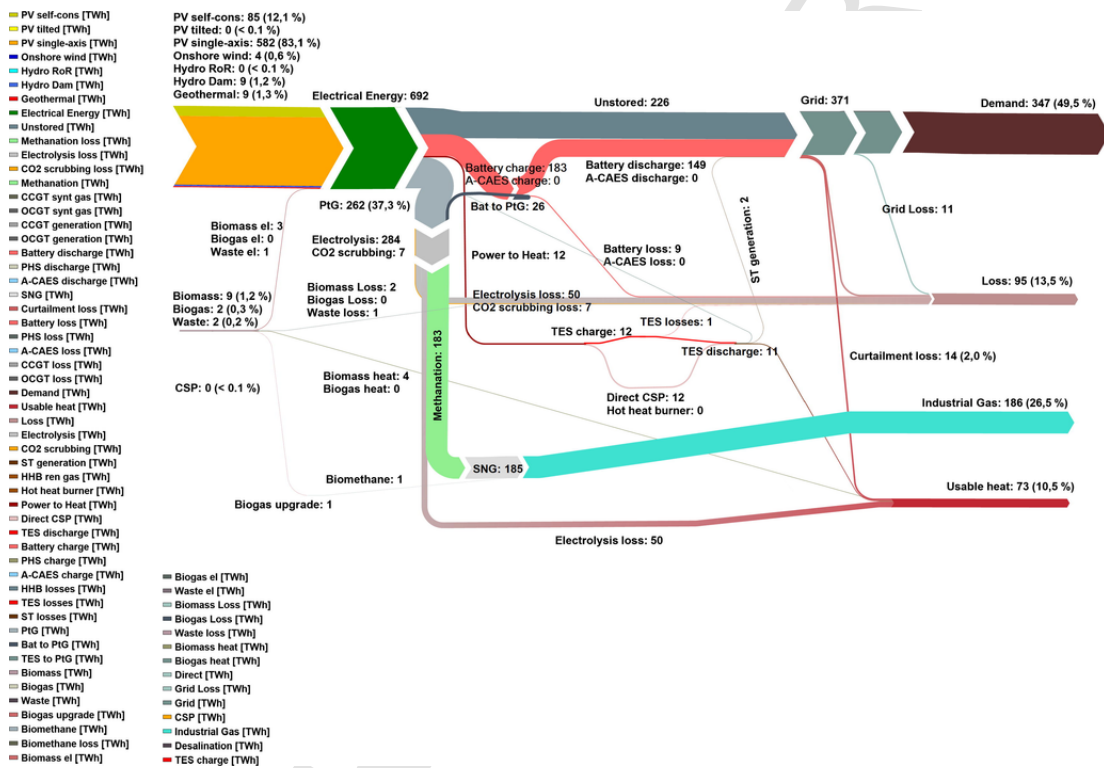 PV self-cons [TWh]
PV tilted [TWh]
PV single-axis [TWh]
Onshore wind [TWh]
Hydro RoR [TWh]
Hydro Dam [TWh]
Geothermal [TWh]
Electrical Energy [TWh]
Unstored [TWh]
Methanation loss [TWh]
Electrolysis loss [TWh]
CO2 scrubbing loss [TWh]
Methanation [TWh]
CCGT synt gas [TWh]
OCGT synt gas [TWh]
CCGT generation [TWh]
OCGT generation [TWh]
Battery discharge [TWh]
PHS discharge [TWh]
A-CAES discharge [TWh]
SNG [TWh]
Curtailment loss [TWh]
Battery loss [TWh]
PHS loss [TWh]
A-CAES loss [TWh]
CCGT loss [TWh]
OCGT loss [TWh]
Demand [TWh]
Usable heat [TWh]
Loss [TWh]
Electrolysis [TWh]
CO2 scrubbing [TWh]
ST generation [TWh]
HHB ren gas [TWh]
Hot heat burner [TWh]
Power to Heat [TWh]
Direct CSP [TWh]
TES discharge [TWh]
Battery charge [TWh]
PHS charge [TWh]
A-CAES charge [TWh]
HHB losses [TWh]
TES losses [TWh]
ST losses [TWh]
PtG [TWh]
Bat to PtG [TWh]
TES to PtG [TWh]
Biomass [TWh]
Biogas [TWh]
Waste [TWh]
Biogas upgrade [TWh]
Biomethane [TWh]
Biomethane loss [TWh]
Biomass el [TWh]
Biogas el [TWh]
Waste el [TWh]
Biomass Loss [TWh]
Biogas Loss [TWh]
Waste loss [TWh]
Biomass heat [TWh]
Biogas heat [TWh]
Direct [TWh]
Grid Loss [TWh]
Grid [TWh]
CSP [TWh]
Industrial Gas [TWh]
Desalination [TWh]
TES charge [TWh]
PV self-cons: 85 (12,1 %)
PV tilted: 0 (< 0.1 %)
PV single-axis: 582 (83,1 %)
Onshore wind: 4 (0,6 %)
Hydro RoR: 0 (< 0.1 %)
Hydro Dam: 9 (1,2 %)
Geothermal: 9 (1,3 %)
Electrical Energy: 692
Unstored: 226
Grid: 371
Demand: 347 (49,5 %)
Battery charge: 183
A-CAES charge: 0
Battery discharge: 149
A-CAES discharge: 0
PtG: 262 (37,3 %)
Bat to PtG: 26
Grid Loss: 11
Biomass el: 3
Biogas el: 0
Waste el: 1
Electrolysis: 284
CO2 scrubbing: 7
Power to Heat: 12
Battery loss: 9
A-CAES loss: 0
ST generation: 2
Loss: 95 (13,5 %)
Biomass: 9 (1,2 %)
Biogas: 2 (0,3 %)
Waste: 2 (0,2 %)
Biomass Loss: 2
Biogas Loss: 0
Waste loss: 1
Electrolysis loss: 50
CO2 scrubbing loss: 7
TES charge: 12
TES losses: 1
TES discharge: 11
Curtailment loss: 14 (2,0 %)
Methanation: 183
CSP: 0 (< 0.1 %)
Biomass heat: 4
Biogas heat: 0
Direct CSP: 12
Hot heat burner: 0
Industrial Gas: 186 (26,5 %)
SNG: 185
Biomethane: 1
Biogas upgrade: 1
Usable heat: 73 (10,5 %)
Electrolysis loss: 50